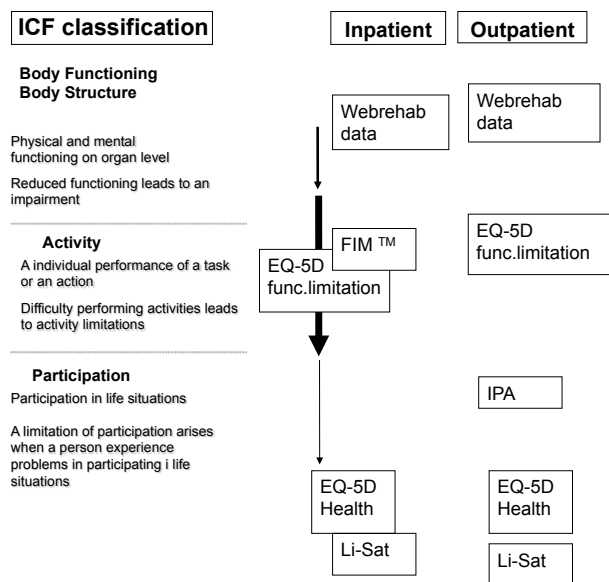 ICF classification
Inpatient
Outpatient
Body Functioning
Body Structure
Webrehab
data
Webrehab
data
Physical and mental
functioning on organ level
Reduced functioning leads to an
impairment
Activity
A individual performance of a task
or an action
Difficulty performing activities leads
to activity limitations
FIM ™
EQ-5D
func.limitation
EQ-5D
func.limitation
Participation
Participation in life situations
A limitation of participation arises
when a person experience
problems in participating i life
situations
IPA
EQ-5D
Health
Li-Sat
EQ-5D
Health
Li-Sat